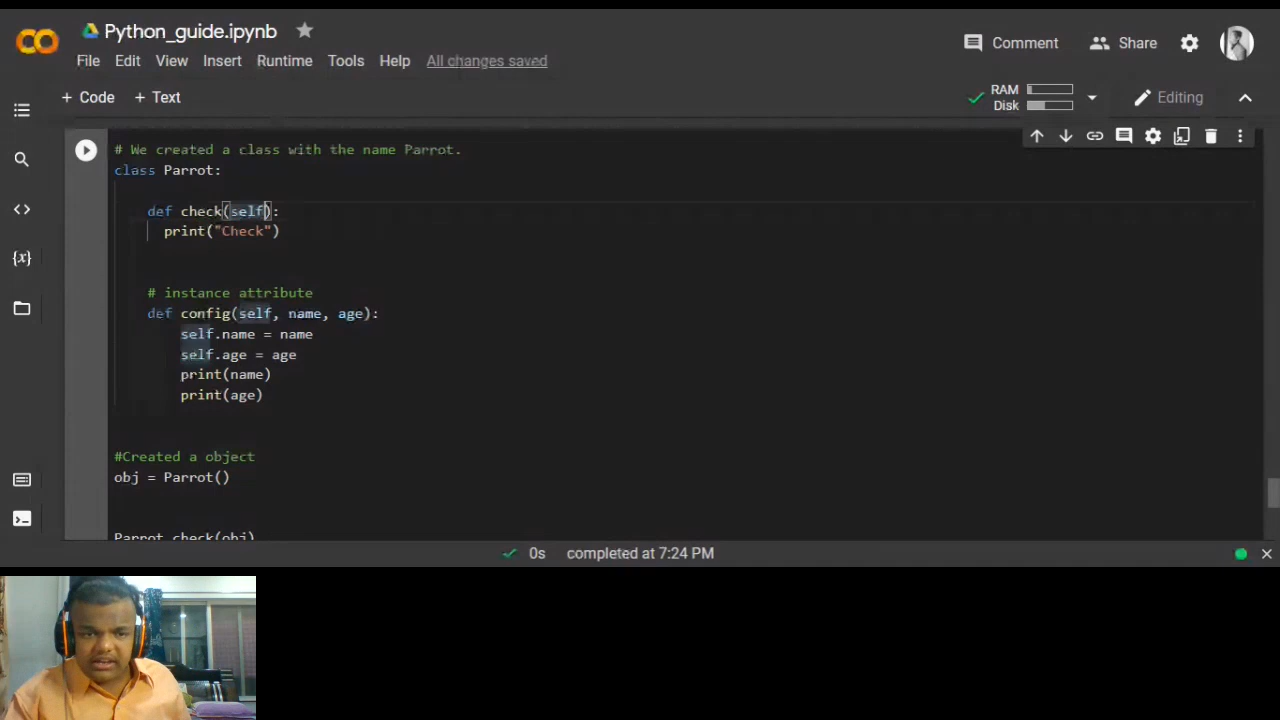 Python_guide.ipynb
File Edit View Insert Runtime Tools Help All changes saved
Comment Share
+ Code + Text
RAM
Disk
Editing
# We created a class with the name Parrot.
class Parrot:
def check(self):
print("Check")
# instance attribute
def config(self, name, age):
self.name = name
self.age = age
print(name)
print(age)
#Created a object
obj = Parrot()
Parrot.check(obj)
0s completed at 7:24 PM